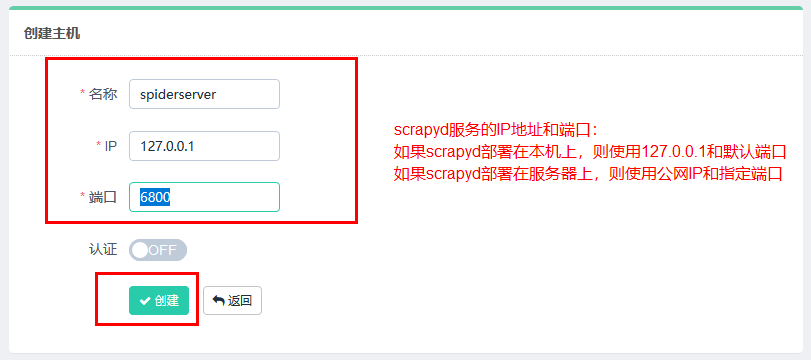 创建主机
* 名称 spiderserver
* IP 127.0.0.1
* 端口 6800
认证 OFF
创建 返回
scrapyd服务的IP地址和端口：
如果scrapyd部署在本机上，则使用127.0.0.1和默认端口
如果scrapyd部署在服务器上，则使用公网IP和指定端口